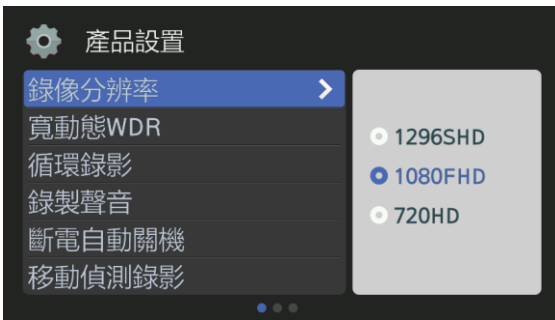 產品設置
錄像分辨率
寬動態WDR
循環錄影
錄製聲音
斷電自動關機
移動偵測錄影
1296SHD
1080FHD
720HD